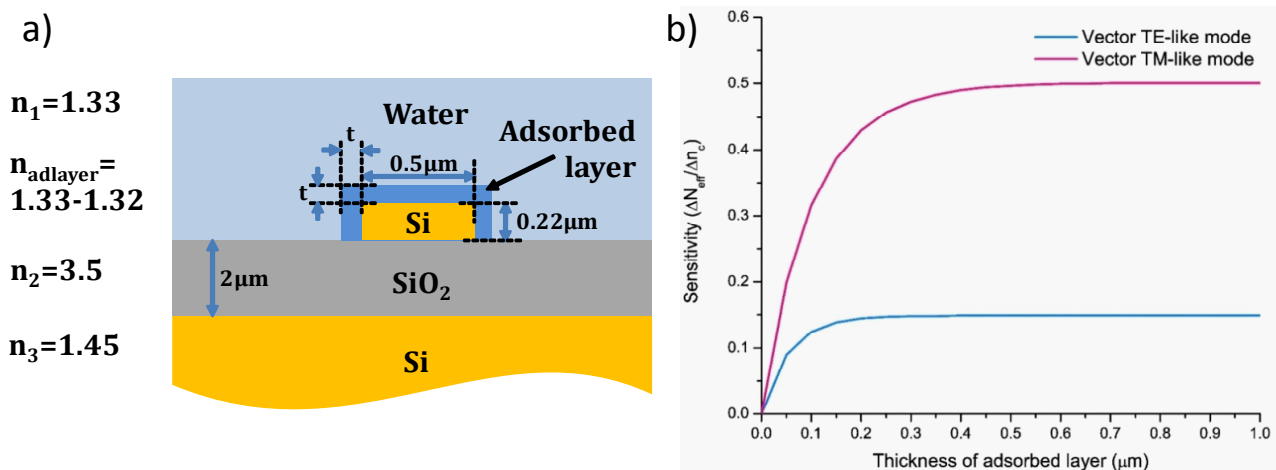 a)
n₁=1.33
n_adlayer=
1.33-1.32
n₂=3.5
n₃=1.45
Water
Adsorbed
layer
t
0.5µm
t
Si
0.22µm
2µm
SiO₂
Si
b)
Vector TE-like mode
Vector TM-like mode
Sensitivity (ΔN_eff/Δn_c)
0.6
0.5
0.4
0.3
0.2
0.1
0.0
0.0 0.1 0.2 0.3 0.4 0.5 0.6 0.7 0.8 0.9 1.0
Thickness of adsorbed layer (µm)